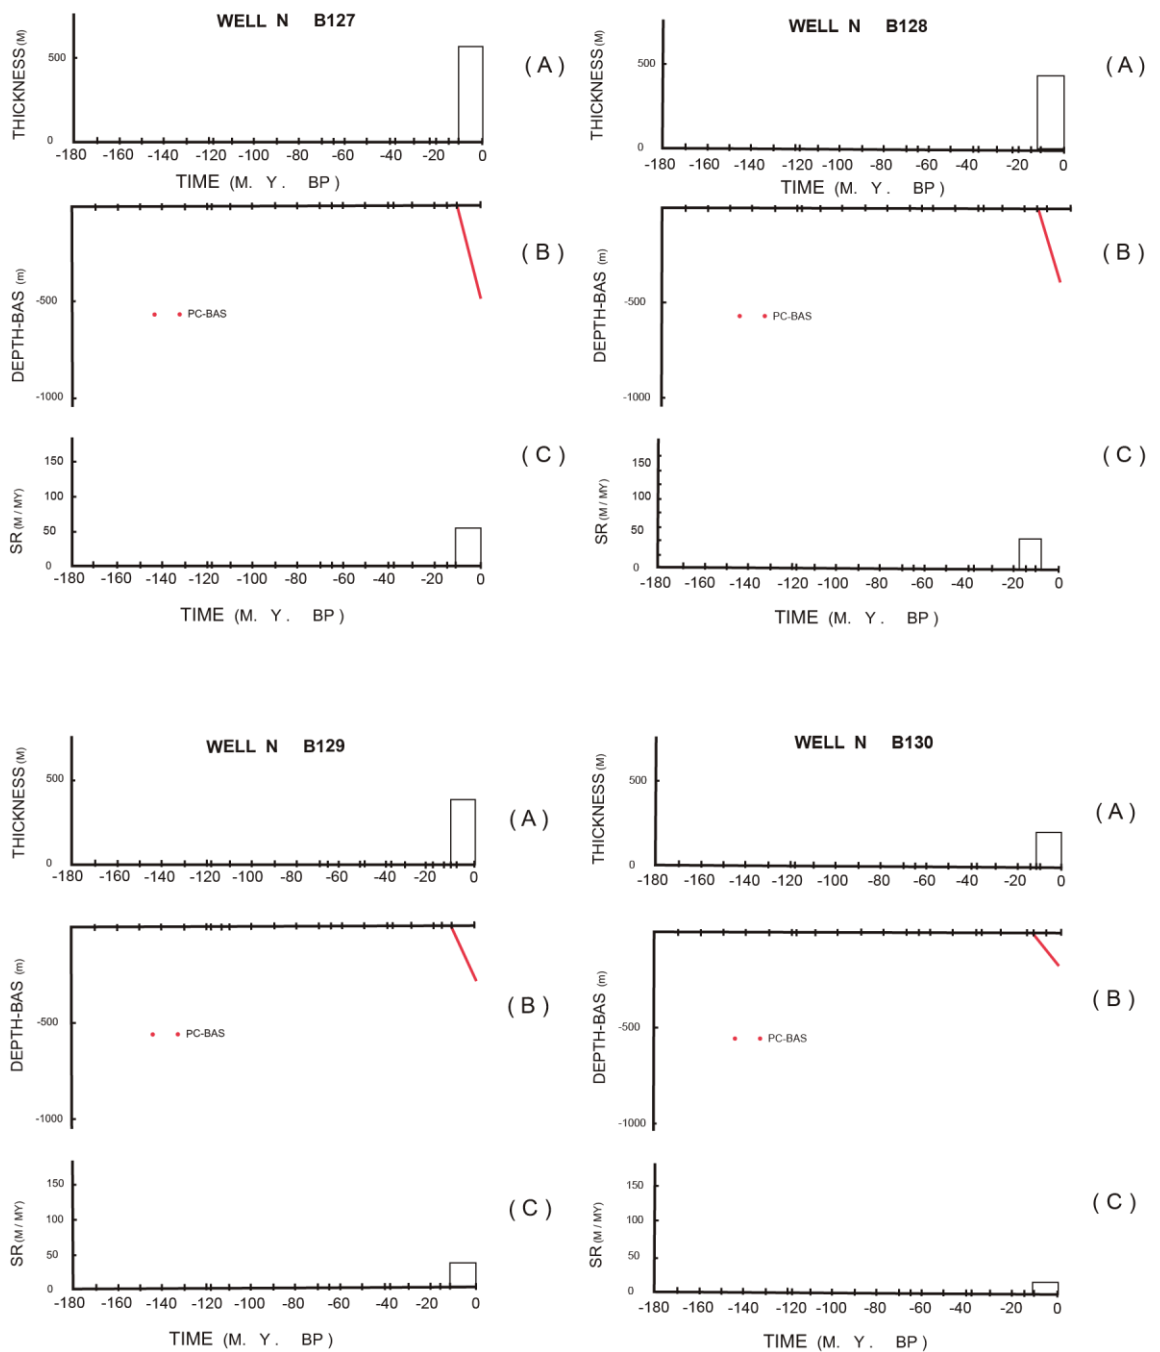 WELL N B127
THICKNESS (M)
500
0
( A )
-180 -160 -140 -120 -100 -80 -60 -40 -20 0
TIME (M. Y. BP )
DEPTH-BAS (m)
-500
-1000
PC-BAS
( B )
SR (M / MY)
150
100
50
0
( C )
-180 -160 -140 -120 -100 -80 -60 -40 -20 0
TIME (M. Y. BP )
WELL N B128
THICKNESS (M)
500
0
( A )
-180 -160 -140 -120 -100 -80 -60 -40 -20 0
TIME (M. Y. BP )
DEPTH-BAS (m)
-500
-1000
PC-BAS
( B )
SR (M / MY)
150
100
50
0
( C )
-180 -160 -140 -120 -100 -80 -60 -40 -20 0
TIME (M. Y. BP )
WELL N B129
THICKNESS (M)
500
0
( A )
-180 -160 -140 -120 -100 -80 -60 -40 -20 0
DEPTH-BAS (m)
-500
-1000
PC-BAS
( B )
SR (M / MY)
150
100
50
0
( C )
-180 -160 -140 -120 -100 -80 -60 -40 -20 0
TIME (M. Y. BP )
WELL N B130
THICKNESS (M)
500
0
( A )
-180 -160 -140 -120 -100 -80 -60 -40 -20 0
DEPTH-BAS (m)
-500
-1000
PC-BAS
( B )
SR (M / MY)
150
100
50
0
( C )
-180 -160 -140 -120 -100 -80 -60 -40 -20 0
TIME (M. Y. BP )